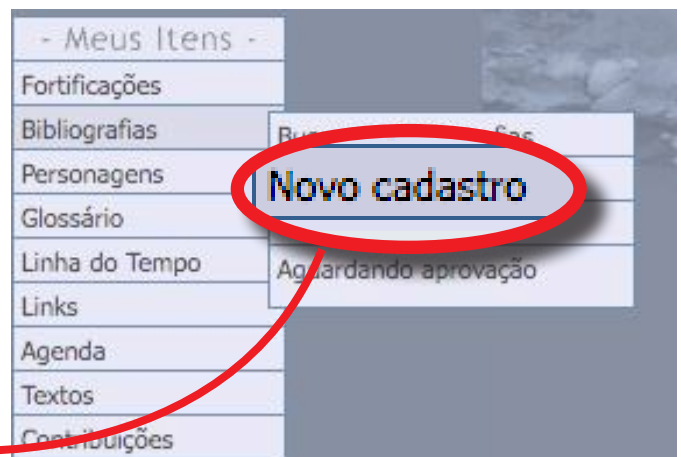 - Meus Itens -
Fortificações
Bibliografias
Personagens
Glossário
Linha do Tempo
Links
Agenda
Textos
Contribuições
Novo cadastro
Aguardando aprovação